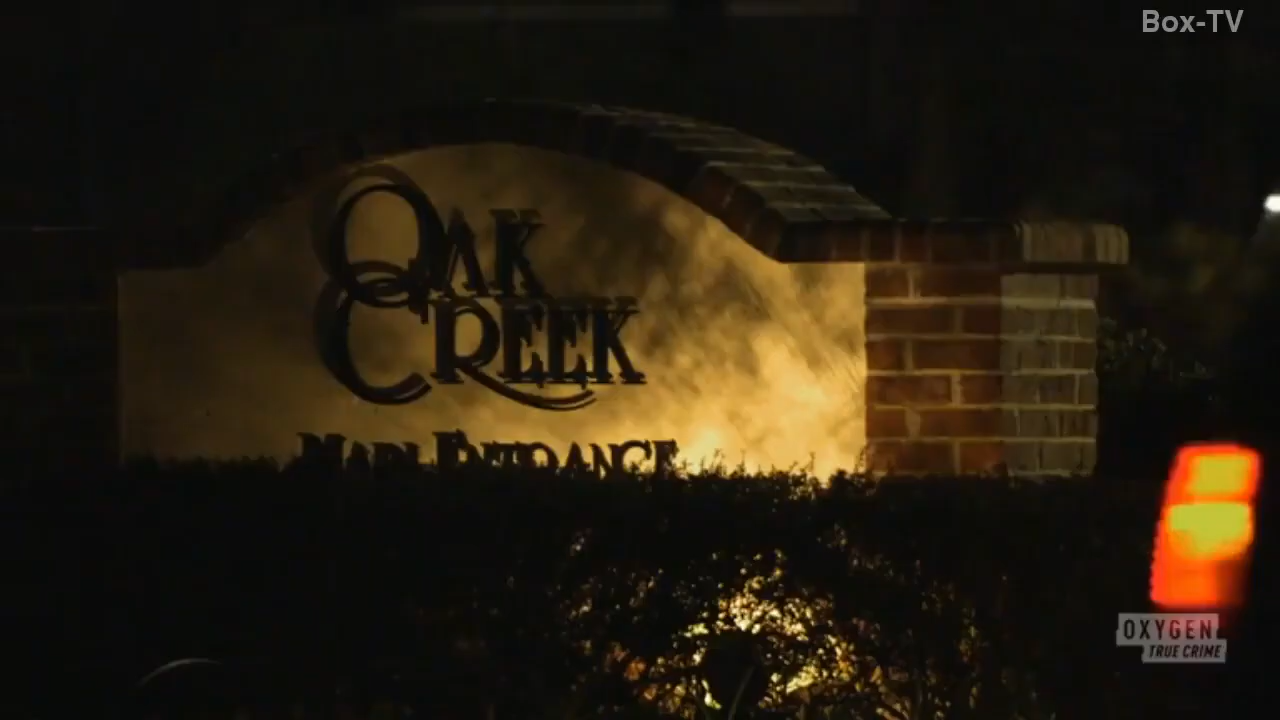 Box-TV
OAK
CREEK
MAIN ENTRANCE
OXYGEN
TRUE CRIME